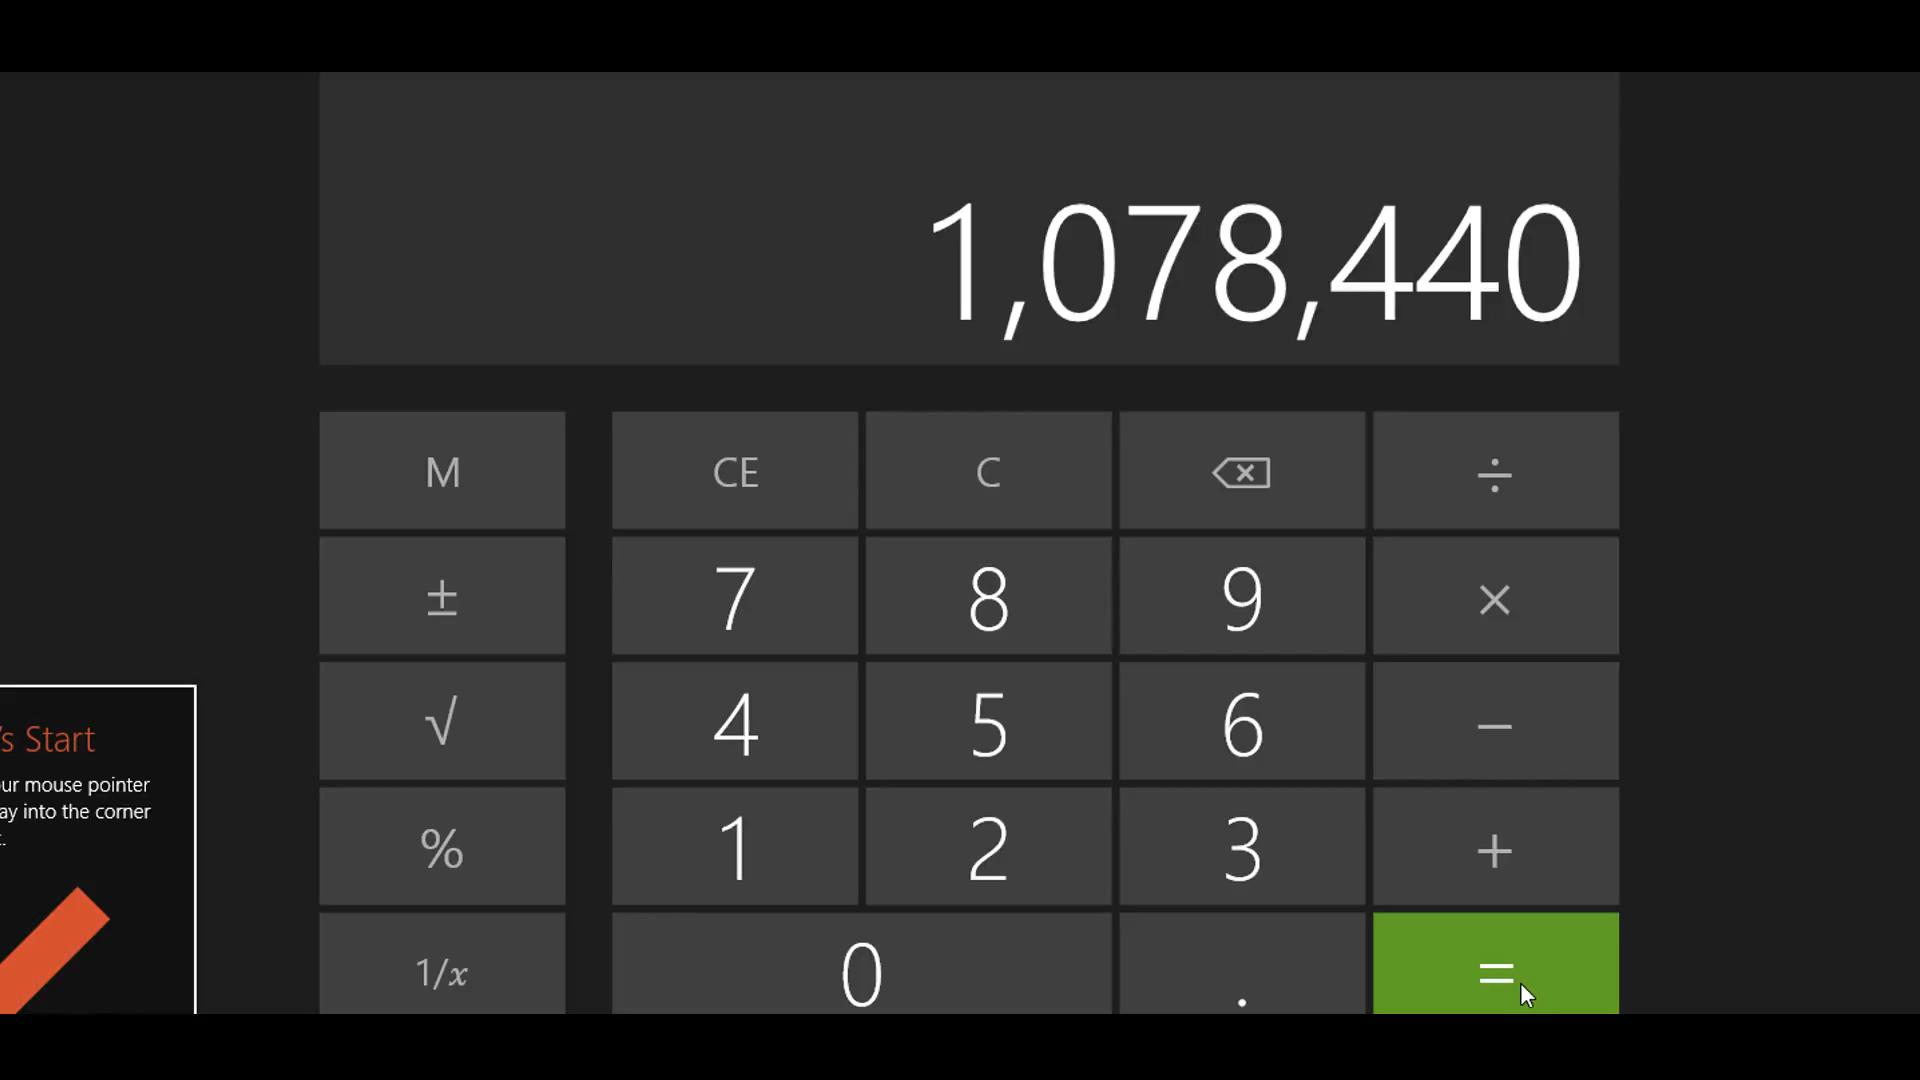 1,078,440
M CE C ÷
± 7 8 9 ×
√ 4 5 6 −
% 1 2 3 +
1/x 0 . =
's Start
ur mouse pointer
ay into the corner